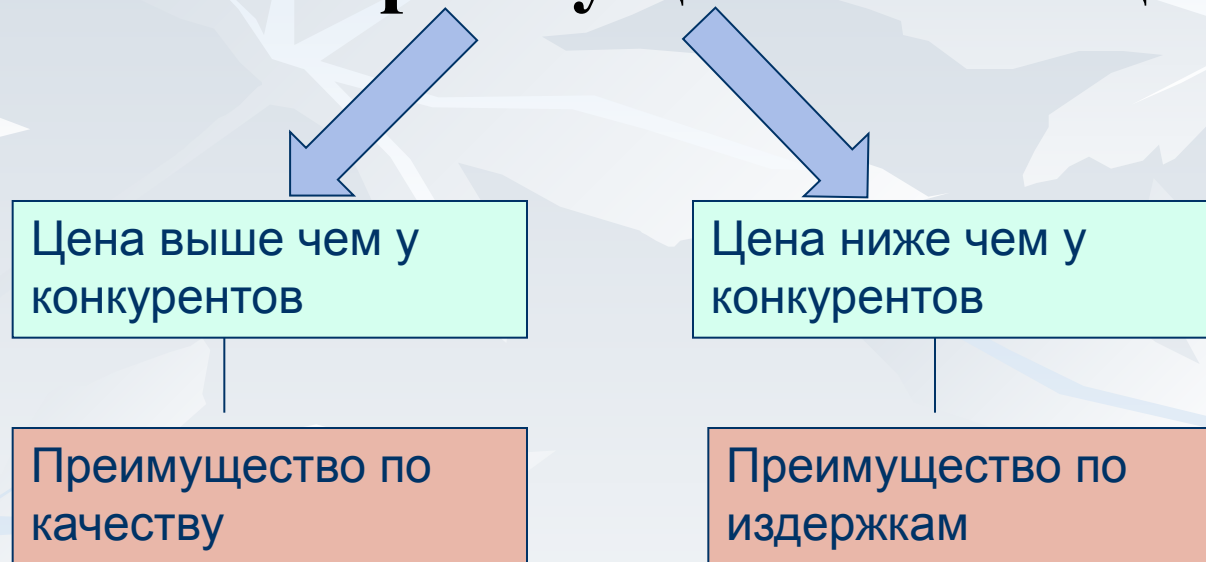 Цена выше чем у
конкурентов
Цена ниже чем у
конкурентов
Преимущество по
качеству
Преимущество по
издержкам